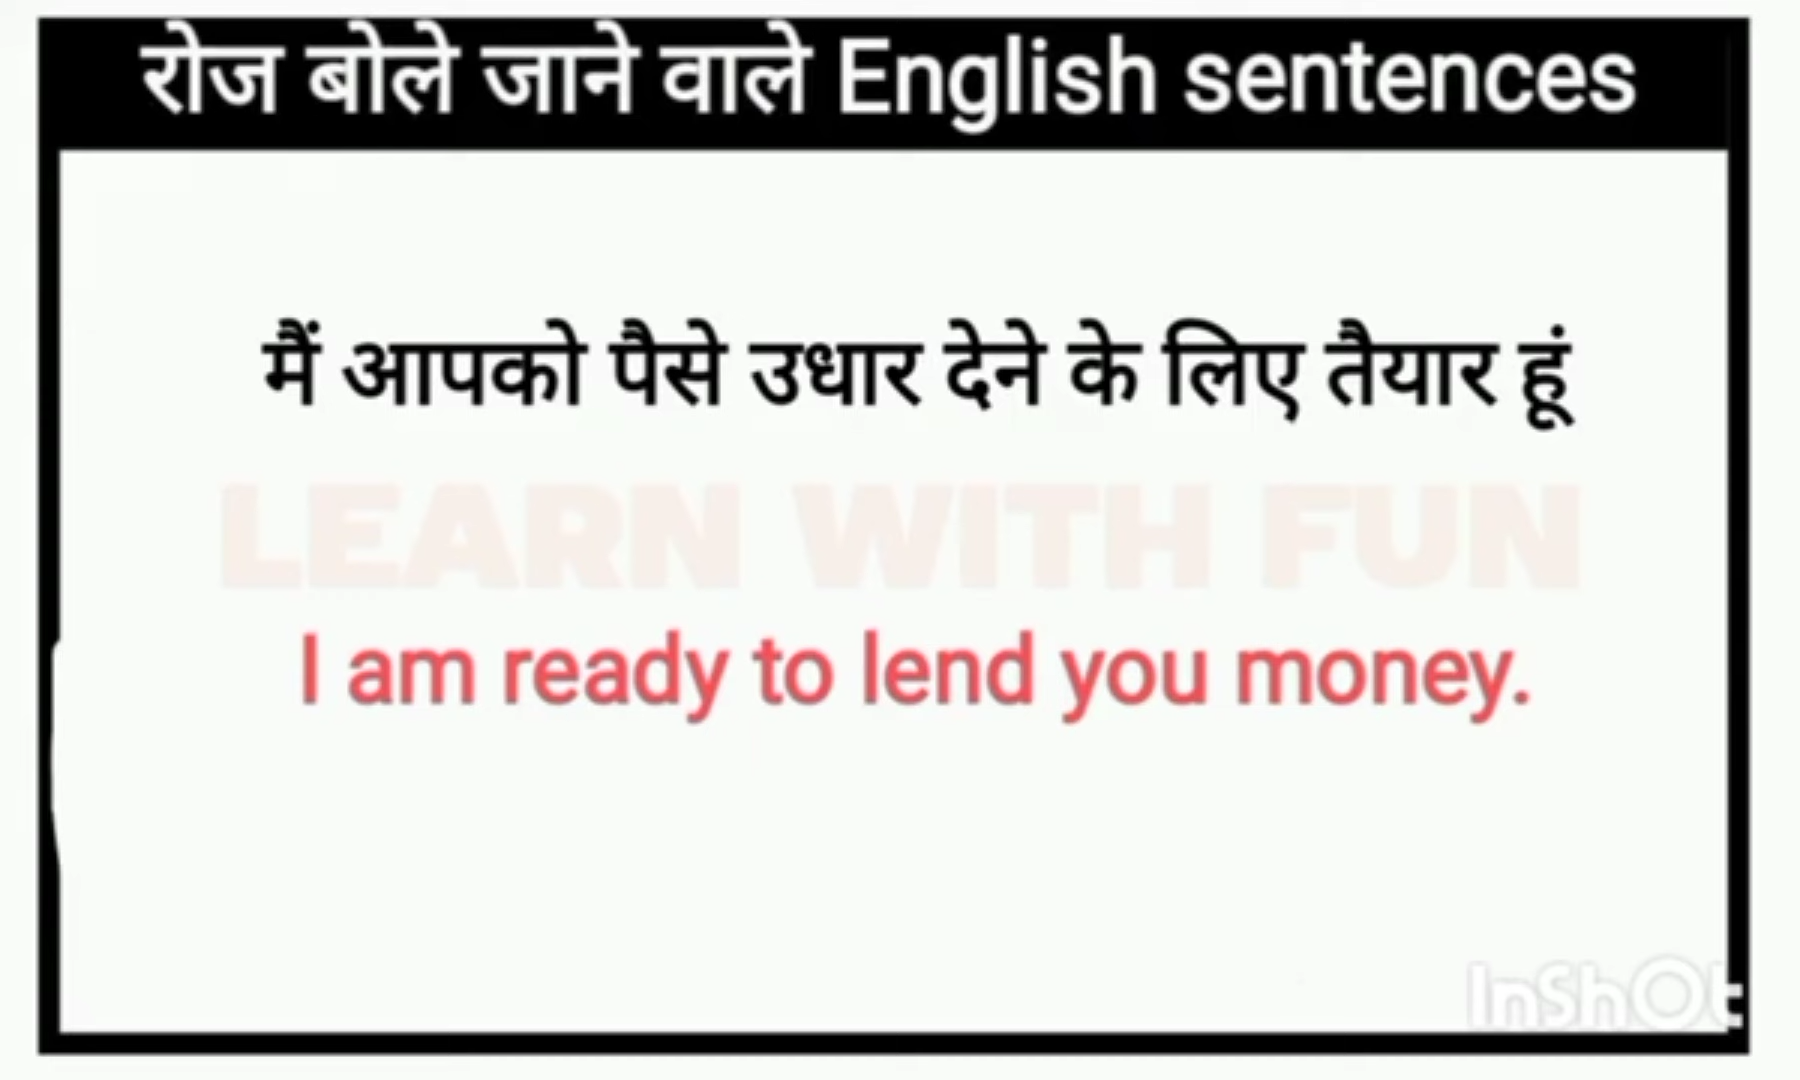 रोज बोले जाने वाले English sentences
मैं आपको पैसे उधार देने के लिए तैयार हूं
LEARN WITH FUN
I am ready to lend you money.
InShOt